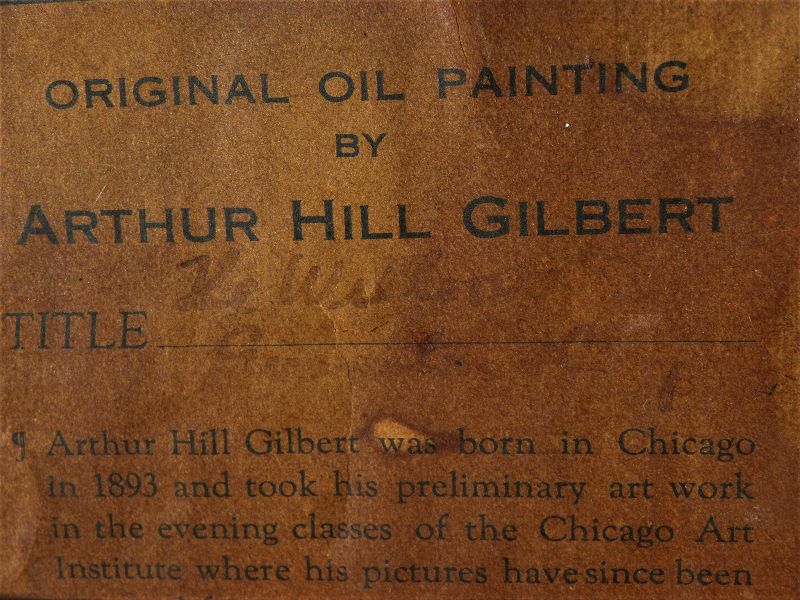 ORIGINAL OIL PAINTING
BY
ARTHUR HILL GILBERT
The
TITLE
¶ Arthur Hill Gilbert was born in Chicago
in 1893 and took his preliminary art work
in the evening classes of the Chicago Art
Institute where his pictures have since been